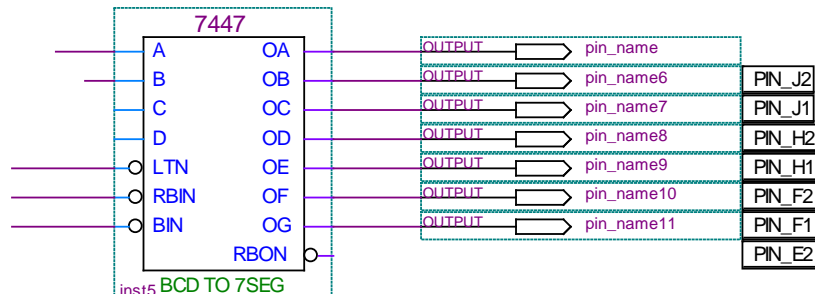 7447
A OA OUTPUT pin_name
B OB OUTPUT pin_name6 PIN_J2
C OC OUTPUT pin_name7 PIN_J1
D OD OUTPUT pin_name8 PIN_H2
LTN OE OUTPUT pin_name9 PIN_H1
RBIN OF OUTPUT pin_name10 PIN_F2
BIN OG OUTPUT pin_name11 PIN_F1
RBON PIN_E2
inst5 BCD TO 7SEG